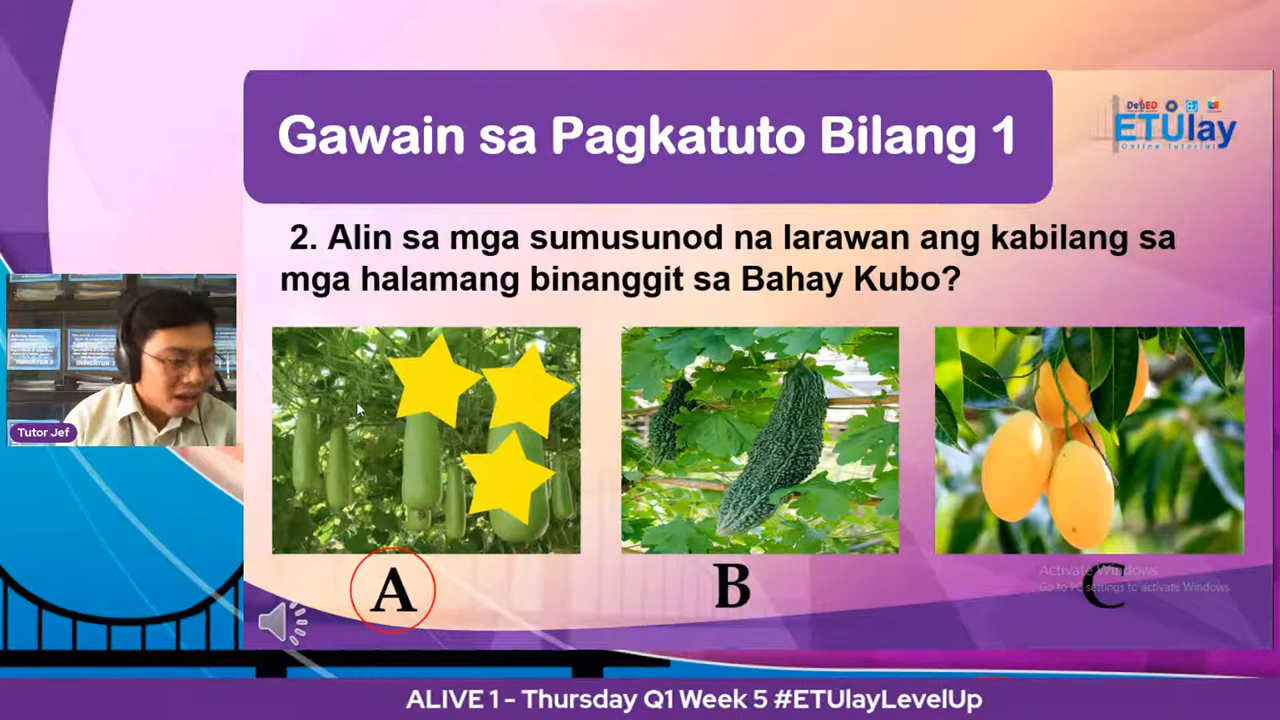 Gawain sa Pagkatuto Bilang 1
DepED
ETUlay
Online Tutorial
2. Alin sa mga sumusunod na larawan ang kabilang sa
mga halamang binanggit sa Bahay Kubo?
Tutor Jef
A
B
C
Activate Windows
Go to PC settings to activate Windows
ALIVE 1 - Thursday Q1 Week 5 #ETUlayLevelUp